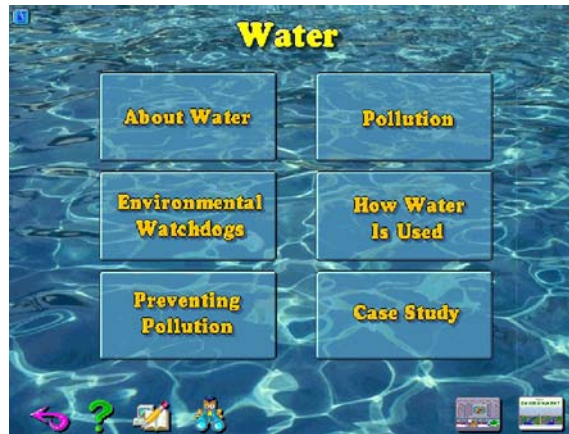 Water
About Water
Pollution
Environmental
Watchdogs
How Water
Is Used
Preventing
Pollution
Case Study
?